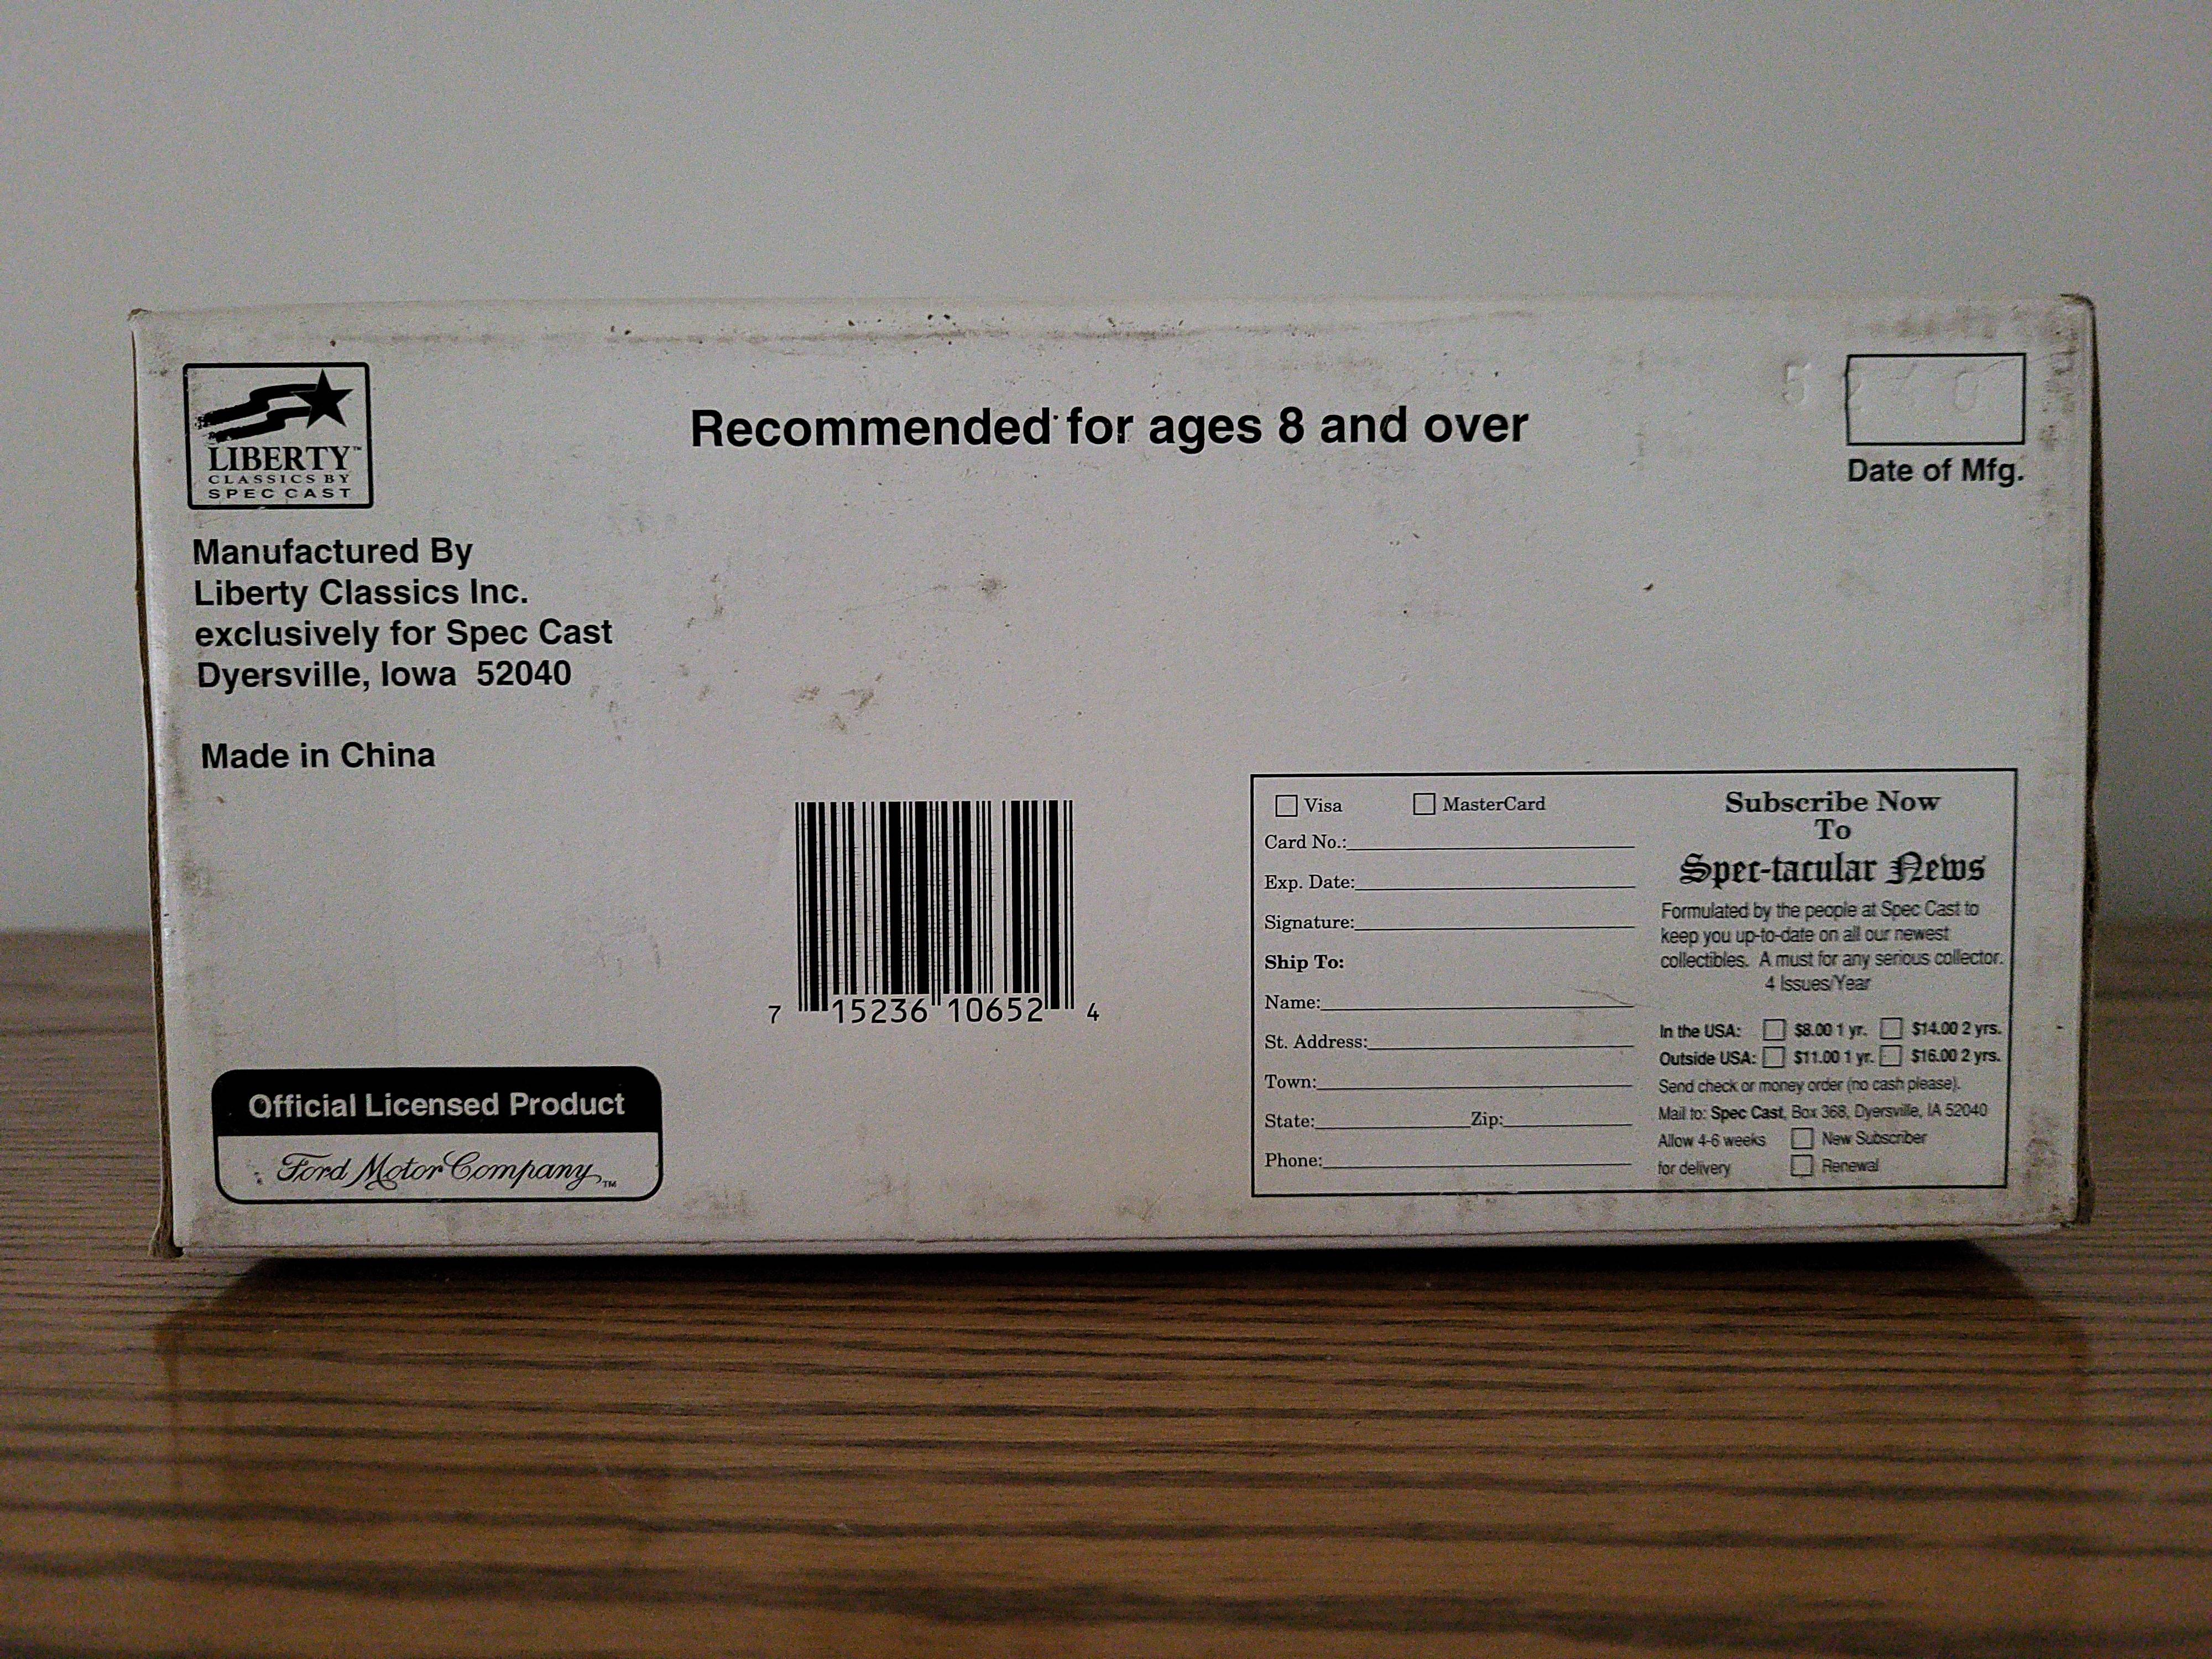 LIBERTY™
CLASSICS BY
SPEC CAST
Recommended for ages 8 and over
Date of Mfg.
Manufactured By
Liberty Classics Inc.
exclusively for Spec Cast
Dyersville, Iowa 52040
Made in China
7 15236 10652 4
Official Licensed Product
Ford Motor Company™
Visa MasterCard
Card No.:
Exp. Date:
Signature:
Ship To:
Name:
St. Address:
Town:
State: Zip:
Phone:
Subscribe Now
To
Spec-tacular News
Formulated by the people at Spec Cast to
keep you up-to-date on all our newest
collectibles. A must for any serious collector.
4 Issues/Year
In the USA: $8.00 1 yr. $14.00 2 yrs.
Outside USA: $11.00 1 yr. $16.00 2 yrs.
Send check or money order (no cash please).
Mail to: Spec Cast, Box 368, Dyersville, IA 52040
Allow 4-6 weeks New Subscriber
for delivery Renewal